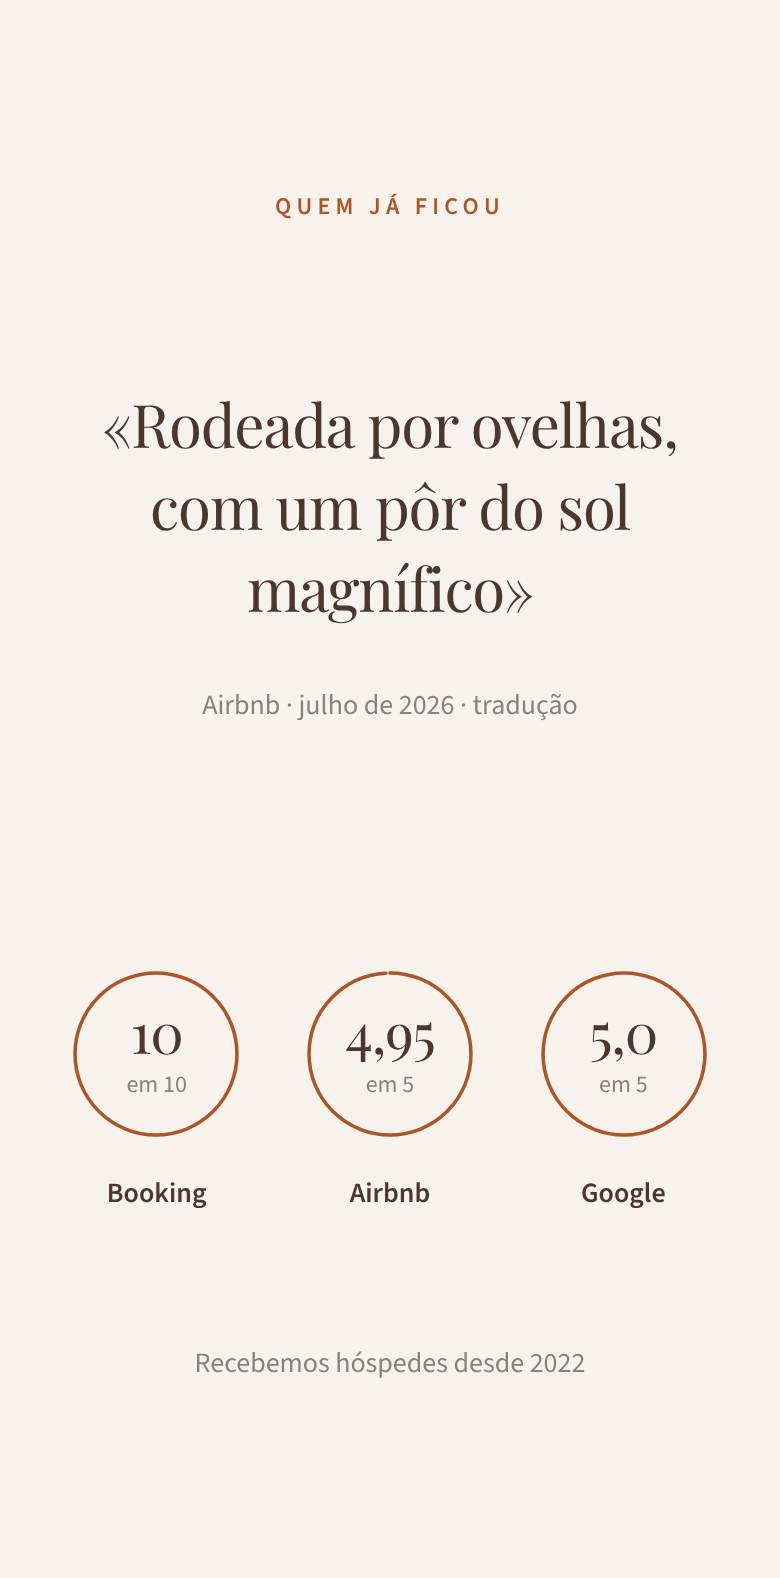 QUEM JÁ FICOU
«Rodeada por ovelhas,
com um pôr do sol
magnífico»
Airbnb · julho de 2026 · tradução
10
em 10
Booking
4,95
em 5
Airbnb
5,0
em 5
Google
Recebemos hóspedes desde 2022